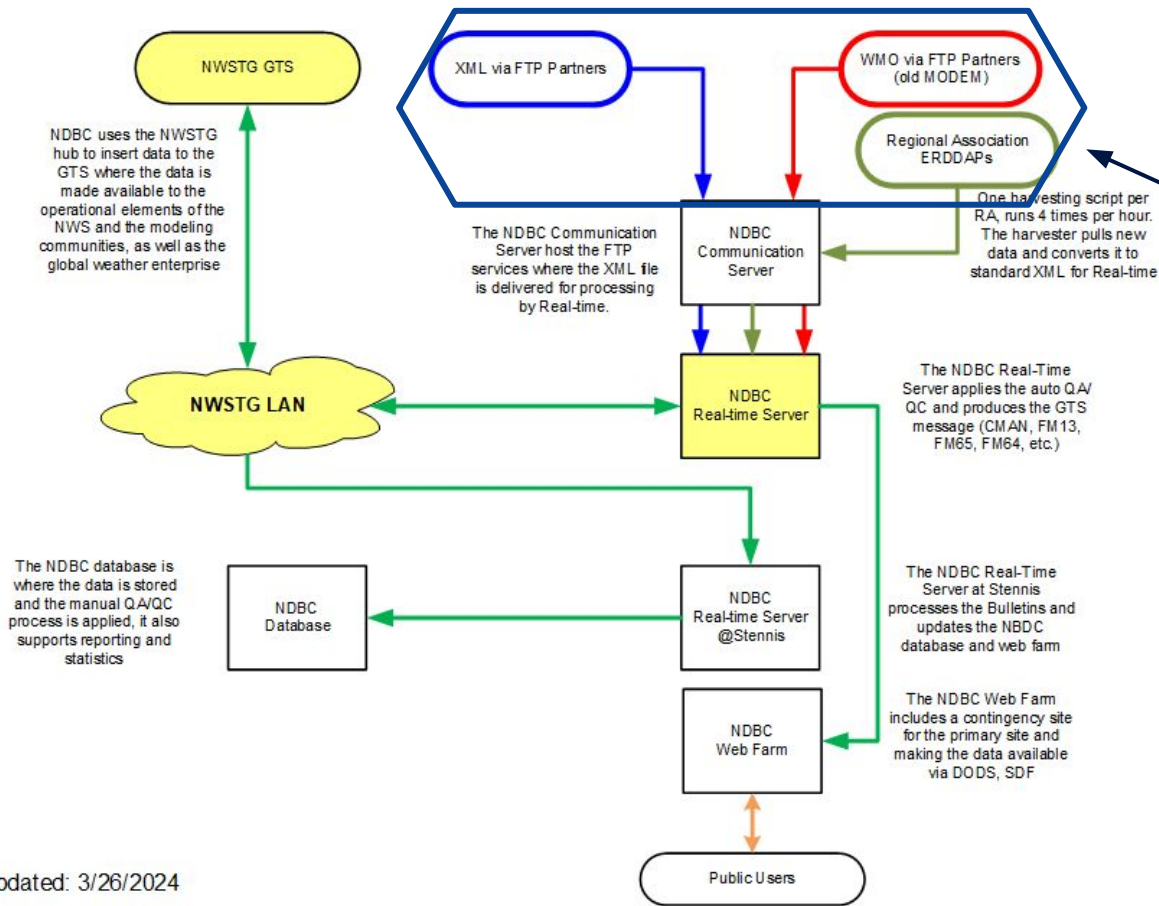 NWSTG GTS
XML via FTP Partners
WMO via FTP Partners
(old MODEM)
Regional Association
ERDDAPs
NDBC uses the NWSTG
hub to insert data to the
GTS where the data is
made available to the
operational elements of the
NWS and the modeling
communities, as well as the
global weather enterprise
The NDBC Communication
Server host the FTP
services where the XML file
is delivered for processing
by Real-time.
NDBC
Communication
Server
One harvesting script per
RA, runs 4 times per hour.
The harvester pulls new
data and converts it to
standard XML for Real-time
NWSTG LAN
NDBC
Real-time Server
The NDBC Real-Time
Server applies the auto QA/
QC and produces the GTS
message (CMAN, FM13,
FM65, FM64, etc.)
The NDBC database is
where the data is stored
and the manual QA/QC
process is applied, it also
supports reporting and
statistics
NDBC
Database
NDBC
Real-time Server
@Stennis
The NDBC Real-Time
Server at Stennis
processes the Bulletins and
updates the NBDC
database and web farm
NDBC
Web Farm
The NDBC Web Farm
includes a contingency site
for the primary site and
making the data available
via DODS, SDF
Public Users
pdated: 3/26/2024